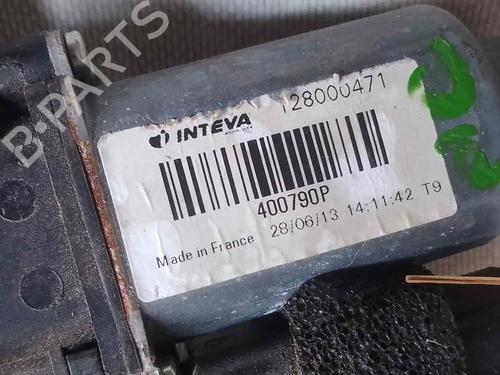 B-PARTS
INTEVA
128000471
400790P
28/06/13 14:11:42 T9
Made in France